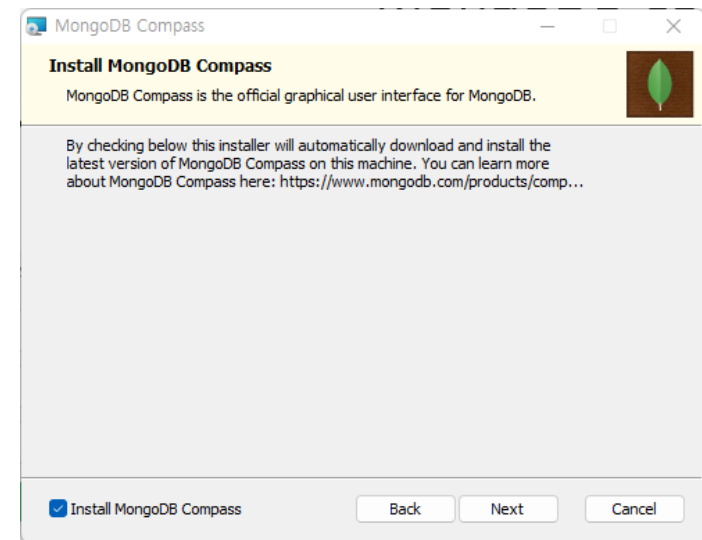 MongoDB Compass
Install MongoDB Compass
MongoDB Compass is the official graphical user interface for MongoDB.
By checking below this installer will automatically download and install the
latest version of MongoDB Compass on this machine. You can learn more
about MongoDB Compass here: https://www.mongodb.com/products/comp...
Install MongoDB Compass
Back
Next
Cancel